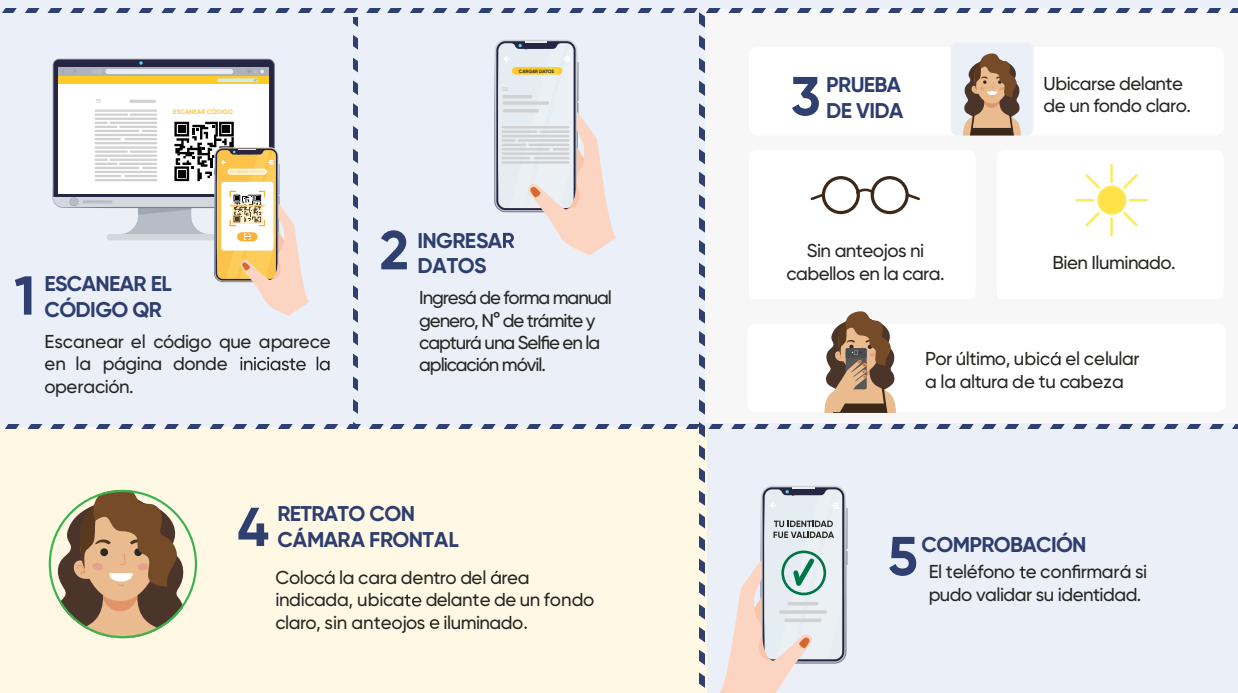 ESCANEAR CÓDIGO
1 ESCANEAR EL
CÓDIGO QR
Escanear el código que aparece
en la página donde iniciaste la
operación.
CARGAR DATOS
2 INGRESAR
DATOS
Ingresá de forma manual
genero, N° de trámite y
capturá una Selfie en la
aplicación móvil.
3 PRUEBA
DE VIDA
Ubicarse delante
de un fondo claro.
Sin anteojos ni
cabellos en la cara.
Bien Iluminado.
Por último, ubicá el celular
a la altura de tu cabeza
4 RETRATO CON
CÁMARA FRONTAL
Colocá la cara dentro del área
indicada, ubicate delante de un fondo
claro, sin anteojos e iluminado.
TU IDENTIDAD
FUE VALIDADA
5 COMPROBACIÓN
El teléfono te confirmará si
pudo validar su identidad.